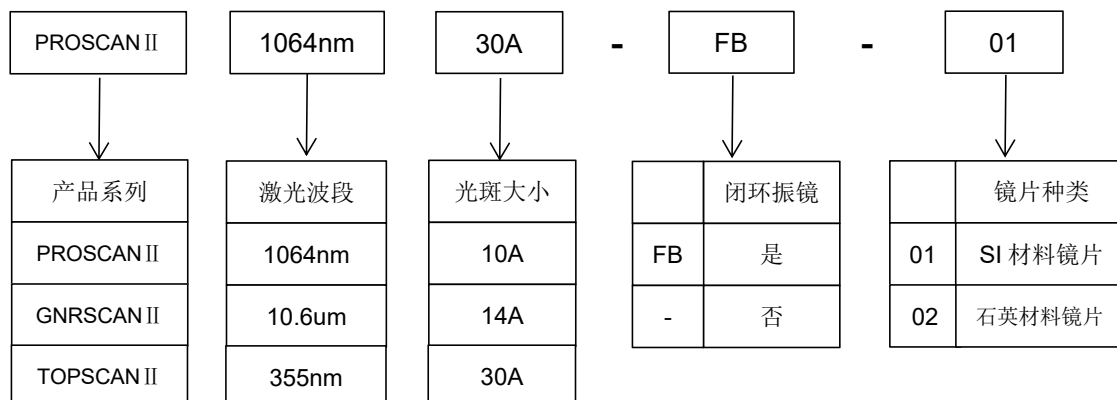 PROSCANⅡ 1064nm 30A - FB - 01
产品系列 激光波段 光斑大小 闭环振镜 镜片种类
PROSCANⅡ 1064nm 10A FB 是 01 SI 材料镜片
GNRSCANⅡ 10.6um 14A - 否 02 石英材料镜片
TOPSCANⅡ 355nm 30A